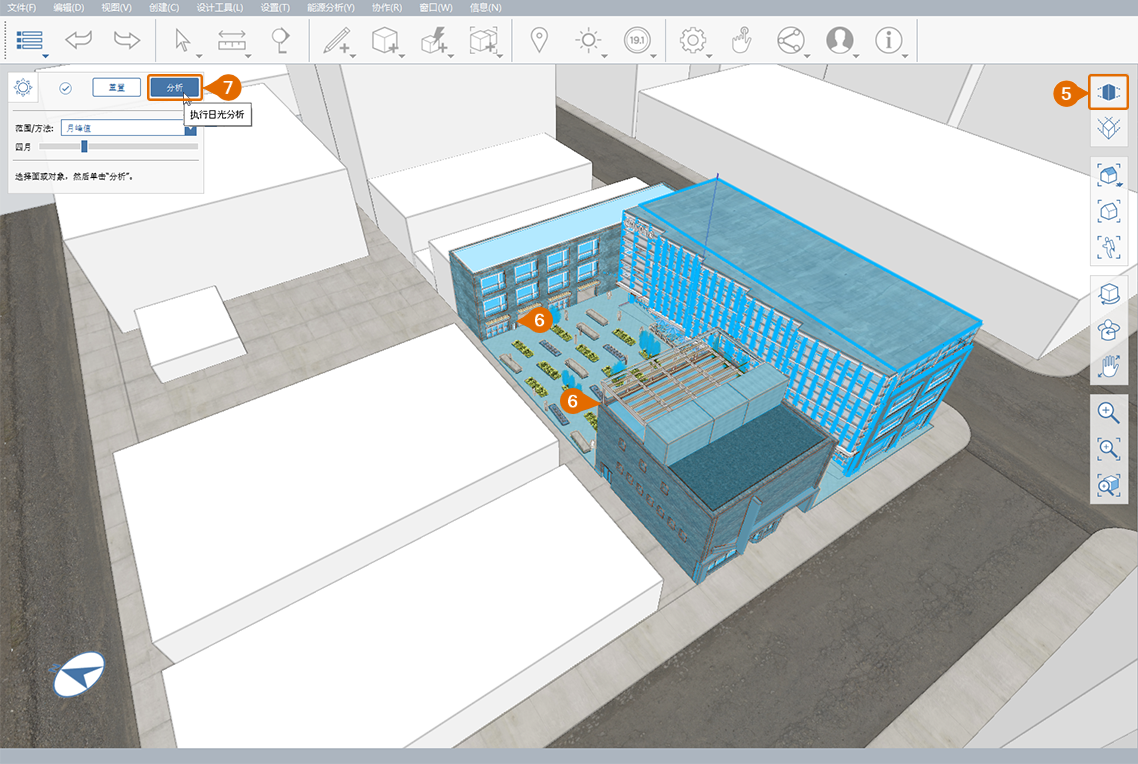 文件(F) 编辑(D) 视图(V) 创建(C) 设计工具(L) 设置(T) 能源分析(Y) 协作(R) 窗口(W) 信息(N)
19.1
重置 分析 7
5
执行日光分析
范围/方法: 月峰值
四月
选择面或对象，然后单击“分析”。
6
6